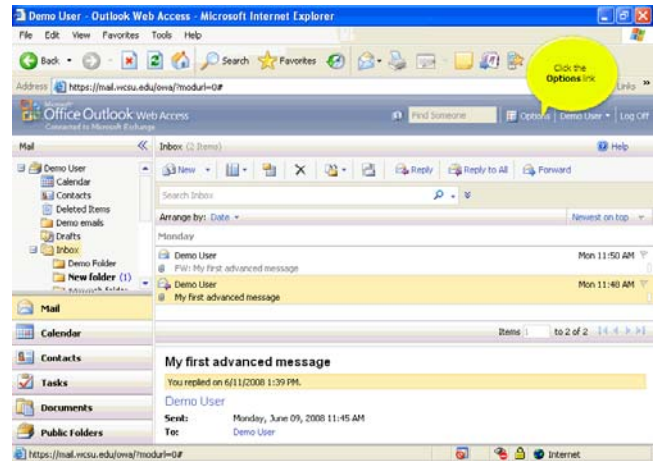 Demo User - Outlook Web Access - Microsoft Internet Explorer
File Edit View Favorites Tools Help
Back Search Favorites
Click the
Options link
Address https://mail.wcsu.edu/owa/?modurl=0# Links »
Microsoft
Office Outlook Web Access
Connected to Microsoft Exchange
Find Someone Options Demo User Log Off
Mail « Inbox (2 Items) Help
Demo User
Calendar
Contacts
Deleted Items
Demo emails
Drafts
Inbox
Demo Folder
New folder (1)
New Reply Reply to All Forward
Search Inbox
Arrange by: Date Newest on top
Monday
Demo User Mon 11:50 AM
FW: My first advanced message
Demo User Mon 11:48 AM
My first advanced message
Items 1 to 2 of 2
Mail
Calendar
Contacts
Tasks
Documents
Public Folders
My first advanced message
You replied on 6/11/2008 1:39 PM.
Demo User
Sent: Monday, June 09, 2008 11:45 AM
To: Demo User
https://mail.wcsu.edu/owa/?modurl=0# Internet